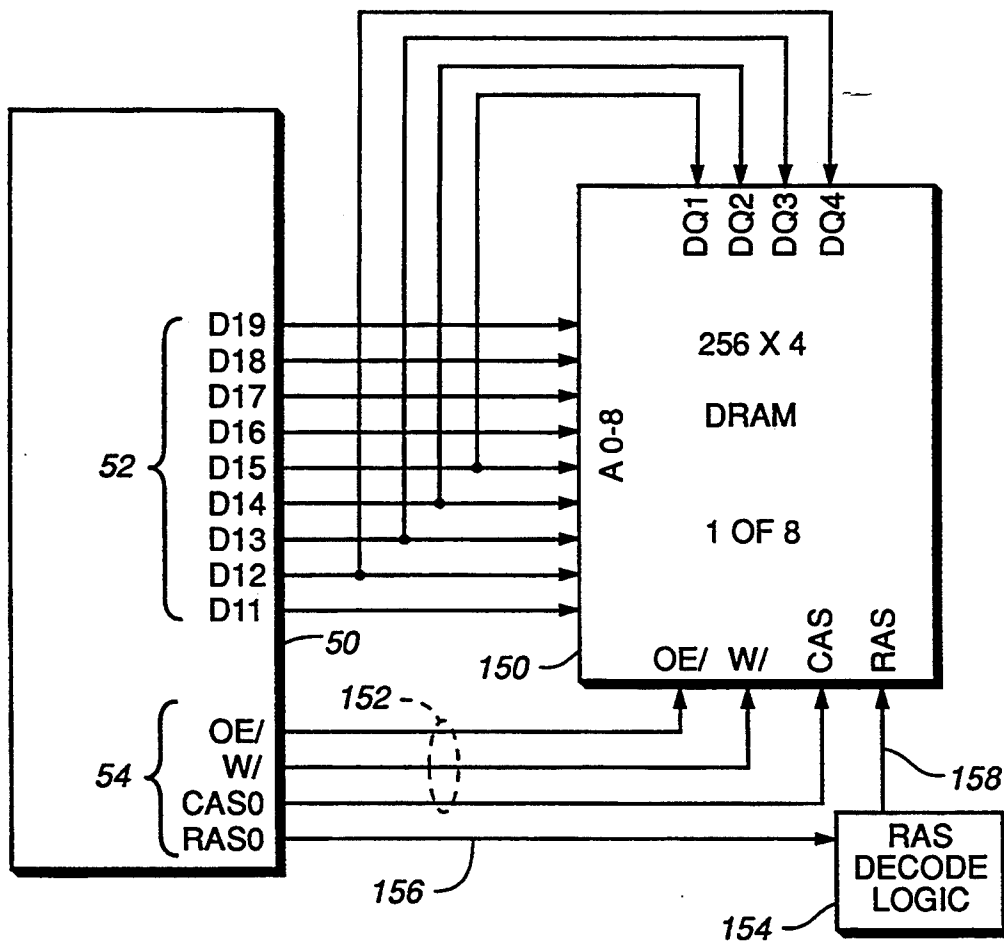 DQ1
DQ2
DQ3
DQ4
D19
D18
D17
D16
D15
D14
D13
D12
D11
52
A 0-8
256 X 4
DRAM
1 OF 8
50
150
OE/
W/
CAS
RAS
152
54
OE/
W/
CAS0
RAS0
156
158
RAS
DECODE
LOGIC
154